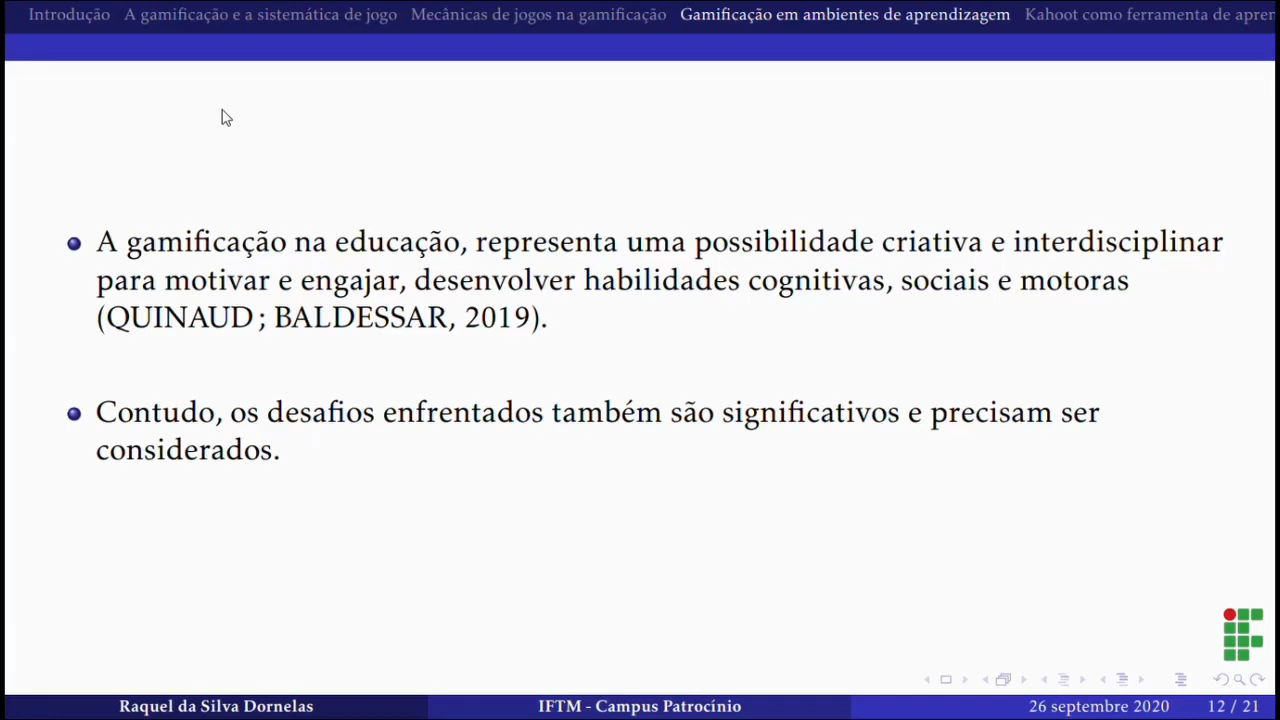 Introdução A gamificação e a sistemática de jogo Mecânicas de jogos na gamificação Gamificação em ambientes de aprendizagem Kahoot como ferramenta de apren
A gamificação na educação, representa uma possibilidade criativa e interdisciplinar
para motivar e engajar, desenvolver habilidades cognitivas, sociais e motoras
(QUINAUD ; BALDESSAR, 2019).
Contudo, os desafios enfrentados também são significativos e precisam ser
considerados.
Raquel da Silva Dornelas IFTM - Campus Patrocínio 26 septembre 2020 12 / 21